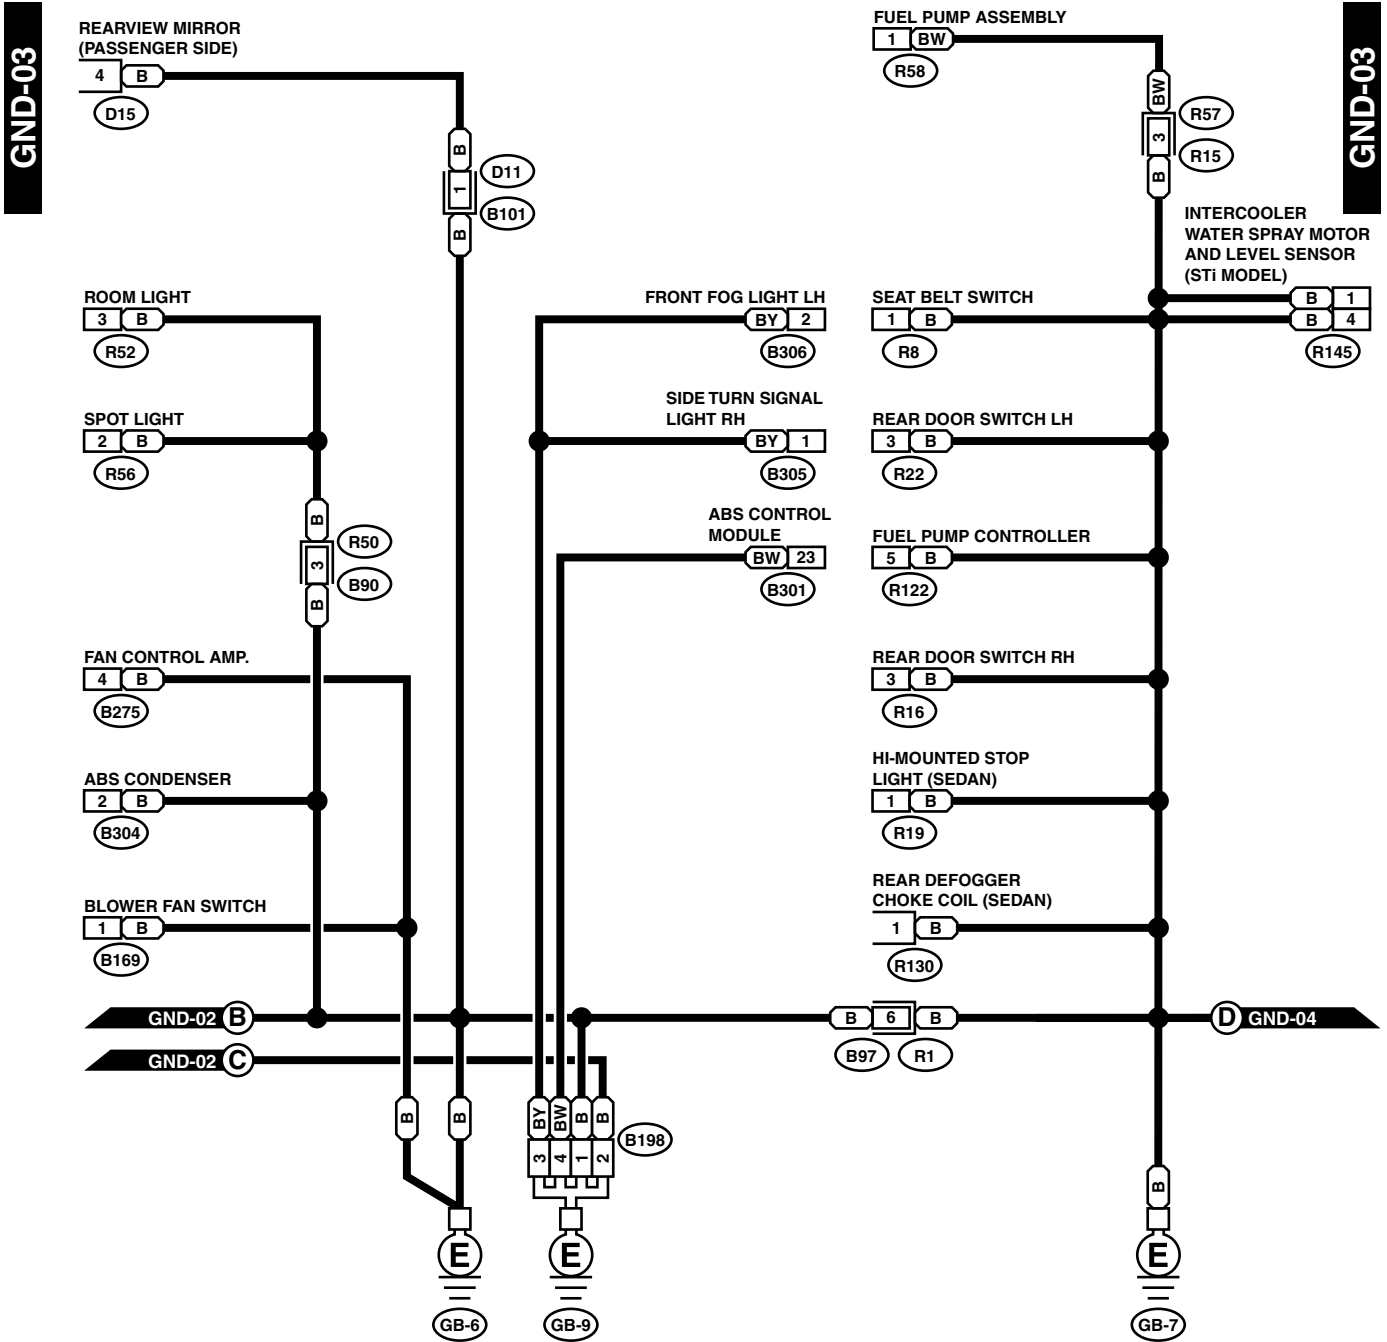 GND-03
GND-03
REARVIEW MIRROR
(PASSENGER SIDE)
4 B
D15
B
1
B
D11
B101
FUEL PUMP ASSEMBLY
1 BW
R58
BW
3
B
R57
R15
INTERCOOLER
WATER SPRAY MOTOR
AND LEVEL SENSOR
(STi MODEL)
B 1
B 4
R145
ROOM LIGHT
3 B
R52
SPOT LIGHT
2 B
R56
B
3
B
R50
B90
FAN CONTROL AMP.
4 B
B275
ABS CONDENSER
2 B
B304
BLOWER FAN SWITCH
1 B
B169
FRONT FOG LIGHT LH
BY 2
B306
SIDE TURN SIGNAL
LIGHT RH
BY 1
B305
ABS CONTROL
MODULE
BW 23
B301
SEAT BELT SWITCH
1 B
R8
REAR DOOR SWITCH LH
3 B
R22
FUEL PUMP CONTROLLER
5 B
R122
REAR DOOR SWITCH RH
3 B
R16
HI-MOUNTED STOP
LIGHT (SEDAN)
1 B
R19
REAR DEFOGGER
CHOKE COIL (SEDAN)
1 B
R130
GND-02 B
B 6 B
B97 R1
D GND-04
GND-02 C
B B
BY BW B B
3 4 1 2
B198
B
E E E
GB-6 GB-9 GB-7